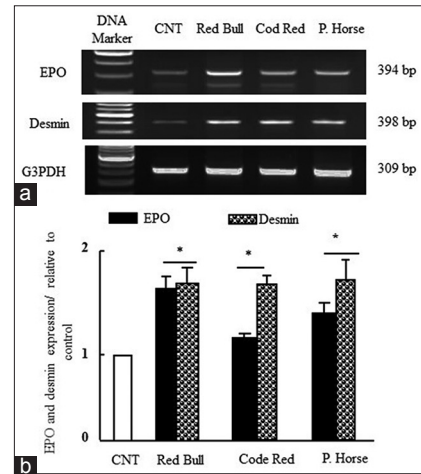 DNA
Marker
CNT Red Bull Cod Red P. Horse
EPO 394 bp
Desmin 398 bp
G3PDH 309 bp
a
EPO Desmin
EPO and desmin expression/ relative to
control
2
1
0
* * *
CNT Red Bull Code Red P. Horse
b